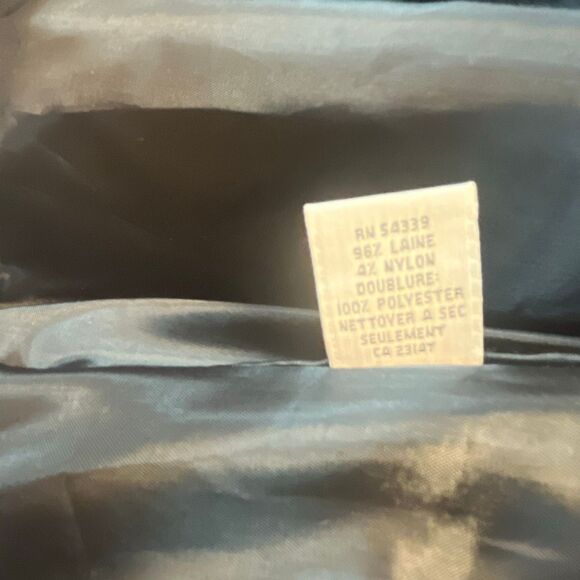 RN 54339
96% LAINE
4% NYLON
DOUBLURE:
100% POLYESTER
NETTOYER A SEC
SEULEMENT
CA 23147